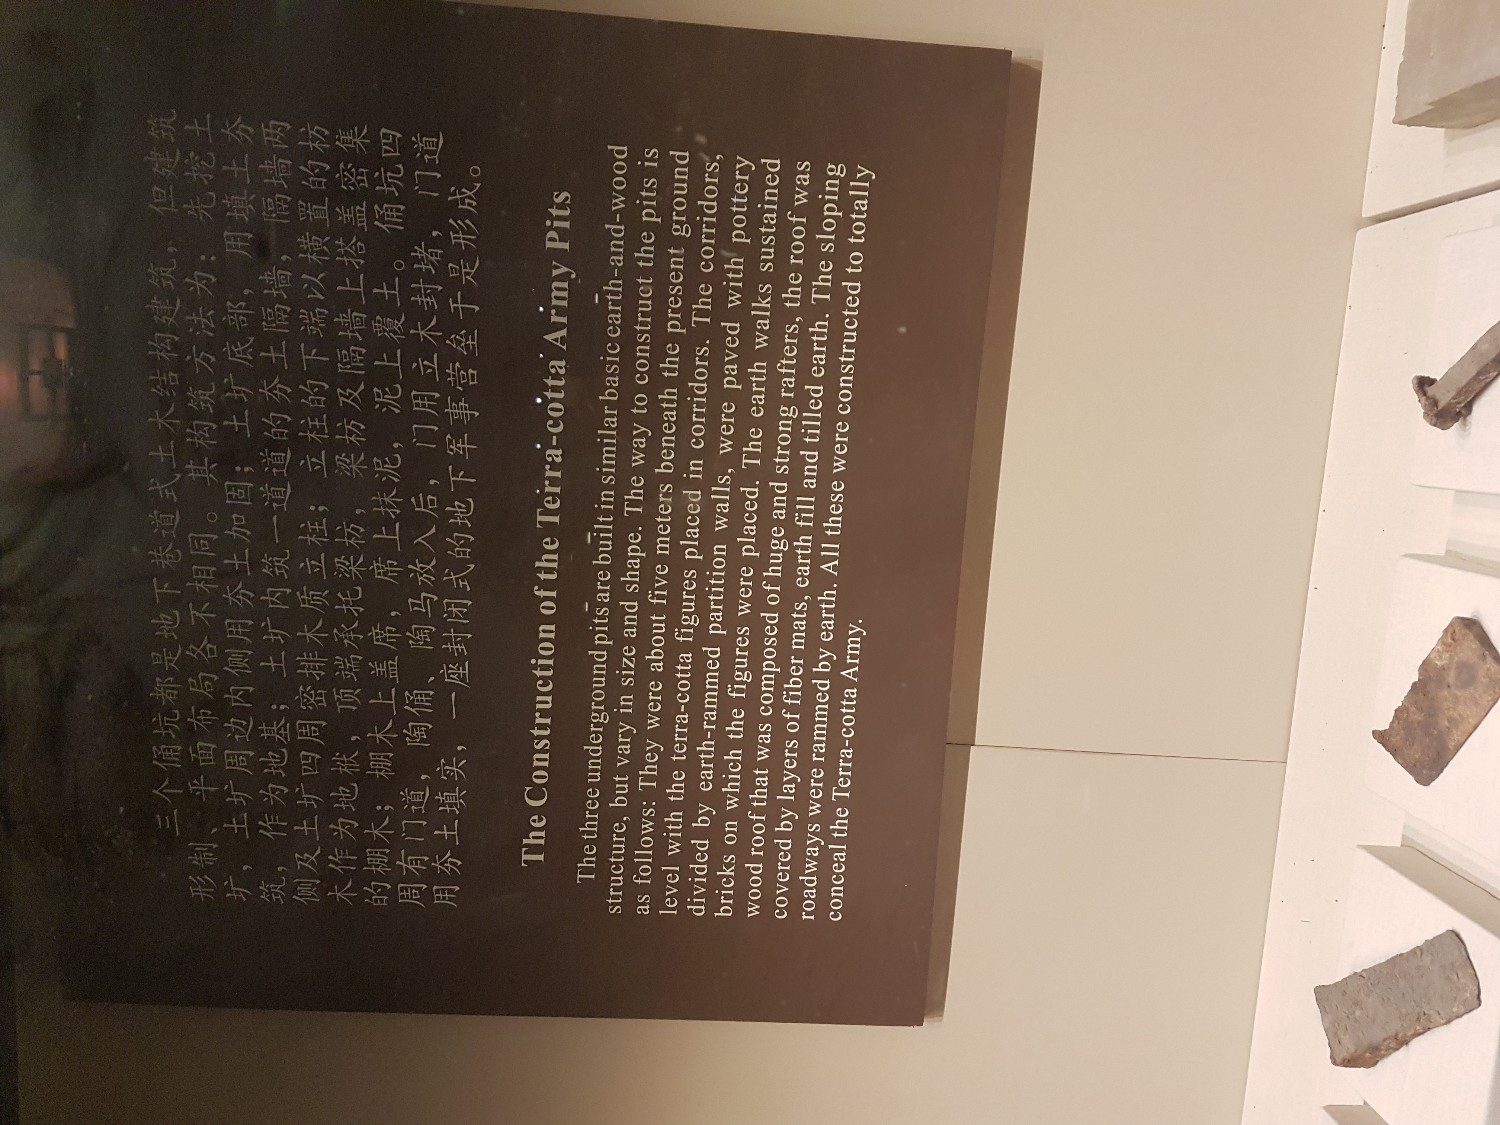 三个俑坑都是地下巷道式土木结构建筑，但建筑
形制、平面布局各不相同。其构筑方法为：先挖土
圹，土圹周边内侧用夯土加固；土圹底部，用填土夯
筑，作为地基；土圹内筑一道道的夯土隔墙，隔墙两
侧及土圹四周密排木质立柱；立柱的下端以横置的枋
木作为地栿，顶端承托梁枋，梁枋及隔墙上搭盖密集
的棚木；棚木上盖席，席上抹泥，泥上覆土。俑坑四
周有门道，陶俑、陶马放入后，门用立木封堵，门道
用夯土填实，一座封闭式的地下军事营垒于是形成。
The Construction of the Terra-cotta Army Pits
The three underground pits are built in similar basic earth-and-wood
structure, but vary in size and shape. The way to construct the pits is
as follows: They were about five meters beneath the present ground
level with the terra-cotta figures placed in corridors. The corridors,
divided by earth-rammed partition walls, were paved with pottery
bricks on which the figures were placed. The earth walks sustained
wood roof that was composed of huge and strong rafters, the roof was
covered by layers of fiber mats, earth fill and tilled earth. The sloping
roadways were rammed by earth. All these were constructed to totally
conceal the Terra-cotta Army.